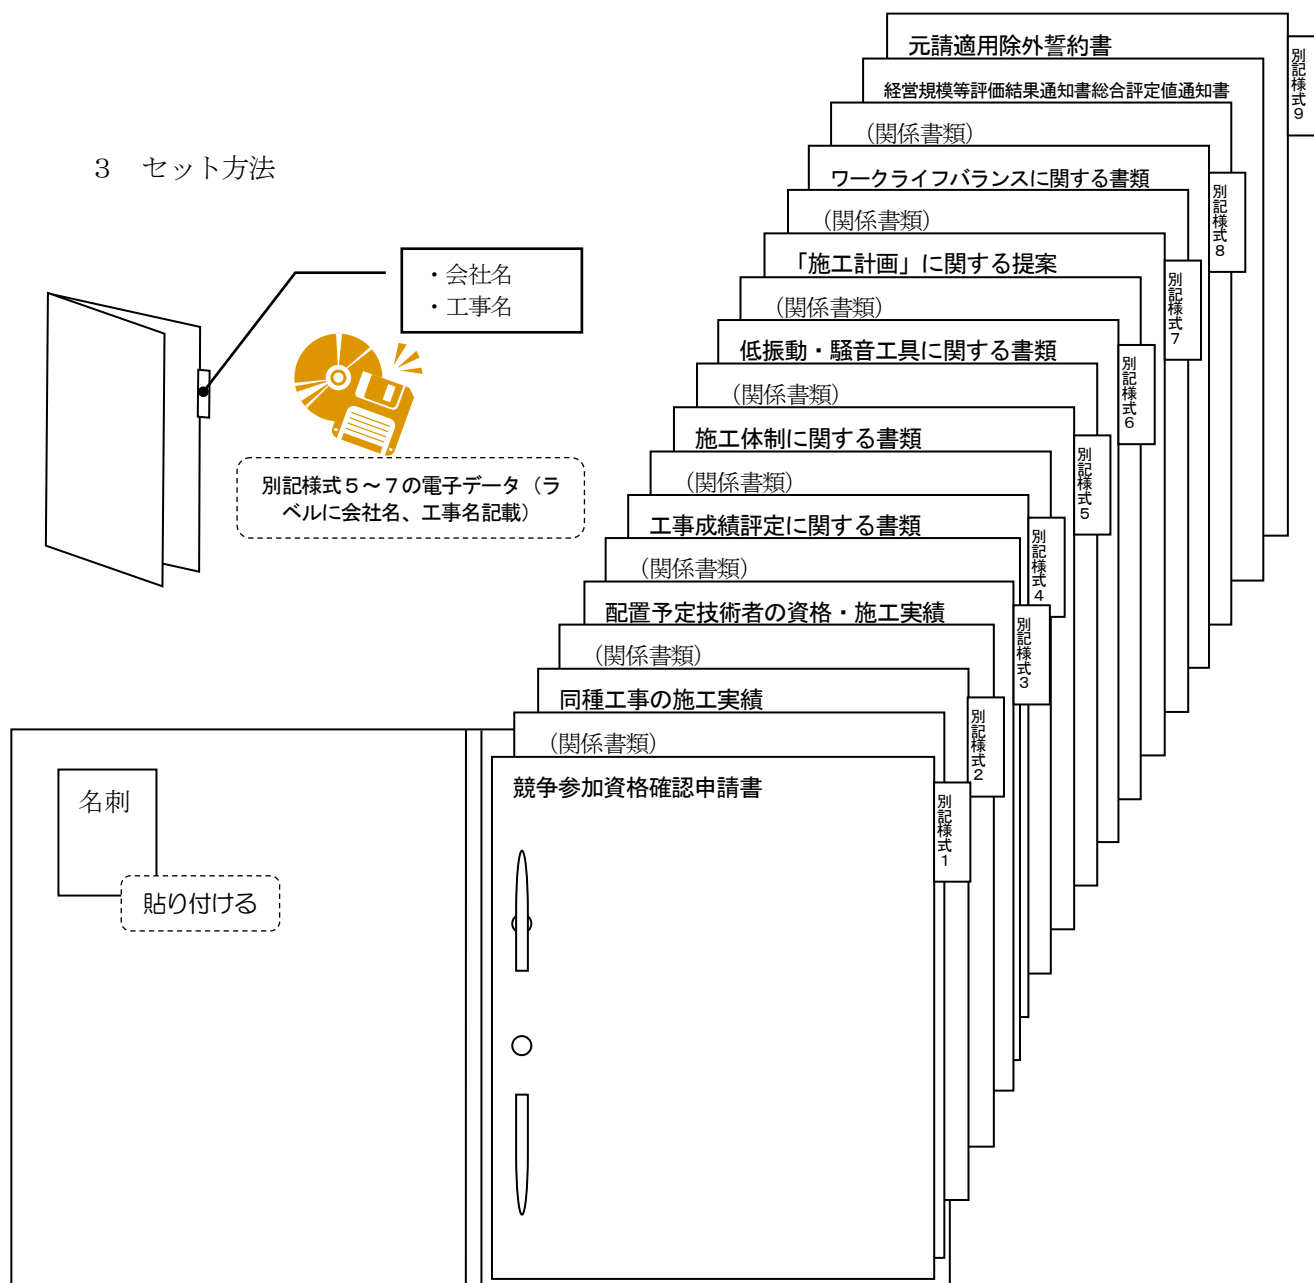 ３　セット方法
・会社名
・工事名
別記様式５～７の電子データ（ラ
ベルに会社名、工事名記載）
元請適用除外誓約書
別記様式９
経営規模等評価結果通知書総合評定値通知書
（関係書類）
ワークライフバランスに関する書類
別記様式８
（関係書類）
「施工計画」に関する提案
別記様式７
（関係書類）
低振動・騒音工具に関する書類
別記様式６
（関係書類）
施工体制に関する書類
別記様式５
（関係書類）
工事成績評定に関する書類
別記様式４
（関係書類）
配置予定技術者の資格・施工実績
別記様式３
（関係書類）
同種工事の施工実績
別記様式２
（関係書類）
競争参加資格確認申請書
別記様式１
名刺
貼り付ける